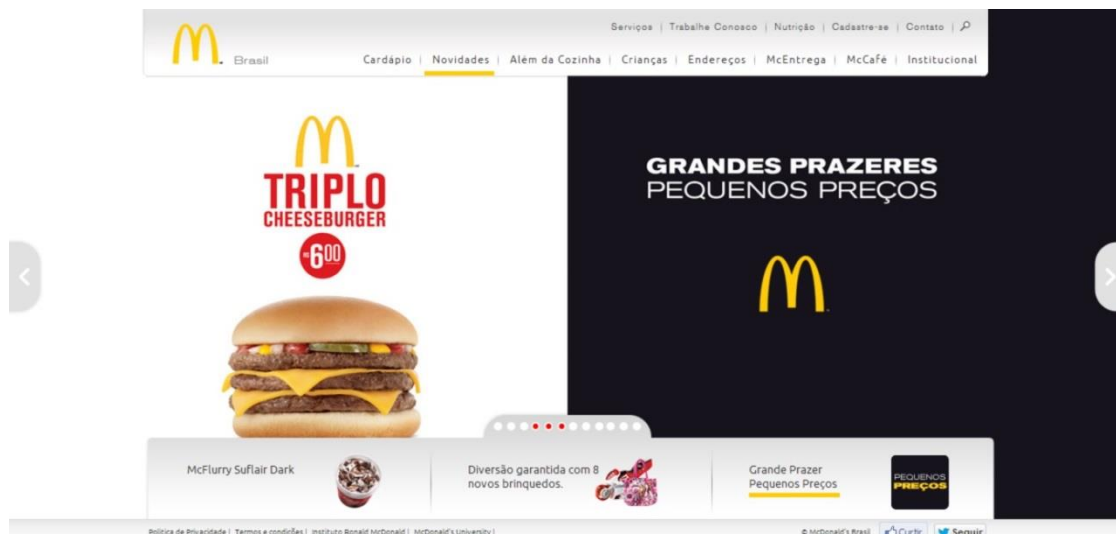 Serviços | Trabalhe Conosco | Nutrição | Cadastre-se | Contato |
Brasil
Cardápio | Novidades | Além da Cozinha | Crianças | Endereços | McEntrega | McCafé | Institucional
TRIPLO
CHEESEBURGER
R$ 600
GRANDES PRAZERES
PEQUENOS PREÇOS
McFlurry Suflair Dark
Diversão garantida com 8
novos brinquedos.
Grande Prazer
Pequenos Preços
PEQUENOS
PREÇOS
Política de Privacidade | Termos e condições | Instituto Ronald McDonald | McDonald's University |
© McDonald's Brasil
Curtir
Seguir